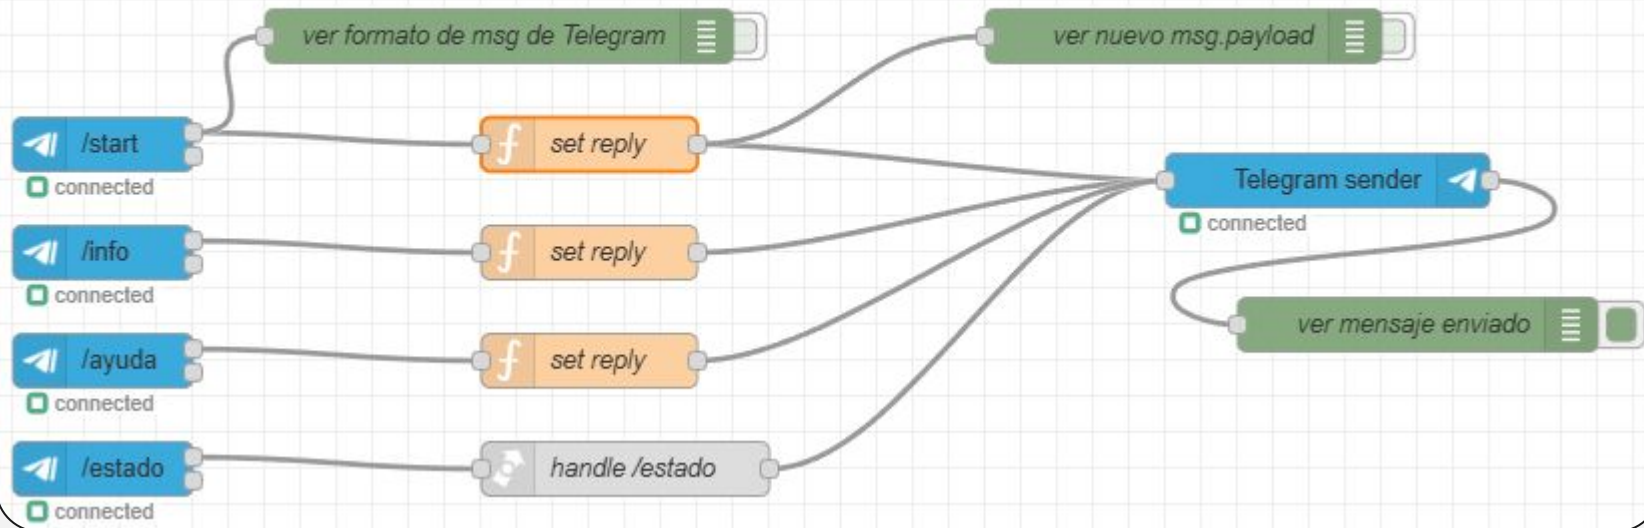 ver formato de msg de Telegram
ver nuevo msg.payload
/start
connected
set reply
Telegram sender
connected
/info
connected
set reply
ver mensaje enviado
/ayuda
connected
set reply
/estado
connected
handle /estado